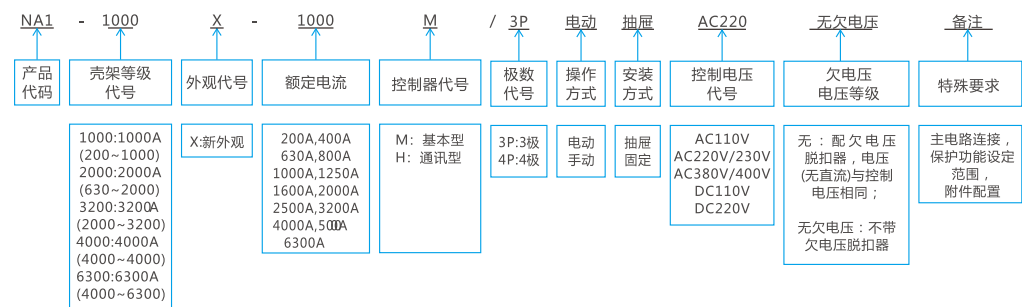 NA1 - 1000 X - 1000 M / 3P 电动 抽屉 AC220 无欠电压 备注
产品
代码
壳架等级
代号
外观代号
额定电流
控制器代号
极数
代号
操作
方式
安装
方式
控制电压
代号
欠电压
电压等级
特殊要求
1000:1000A
(200~1000)
2000:2000A
(630~2000)
3200:3200A
(2000~3200)
4000:4000A
(4000~4000)
6300:6300A
(4000~6300)
X:新外观
200A,400A
630A,800A
1000A,1250A
1600A,2000A
2500A,3200A
4000A,500A
6300A
M：基本型
H：通讯型
3P:3极
4P:4极
电动
手动
抽屉
固定
AC110V
AC220V/230V
AC380V/400V
DC110V
DC220V
无：配欠电压
脱扣器，电压
(无直流)与控制
电压相同；
无欠电压：不带
欠电压脱扣器
主电路连接，
保护功能设定
范围，
附件配置